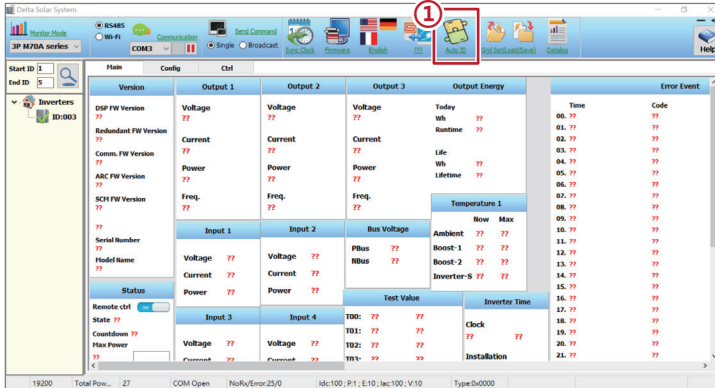 Delta Solar System
1
Monitor Mode
3P M70A series
RS485
Wi-Fi
Communication
COM3
Send Command
Single
Broadcast
Sync Clock
Firmware
English
???
Auto ID
Grid Set(Load/Save)
Datalog
Help
Start ID 1
End ID 5
Inverters
ID:003
Main
Config
Ctrl
Version
DSP FW Version
??
Redundant FW Version
??
Comm. FW Version
??
ARC FW Version
??
SCM FW Version
??
??
Serial Number
??
Model Name
??
Status
Remote ctrl ON
State ??
Countdown ??
Max Power
??
Output 1
Voltage
??
Current
??
Power
??
Freq.
??
Output 2
Voltage
??
Current
??
Power
??
Freq.
??
Output 3
Voltage
??
Current
??
Power
??
Freq.
??
Output Energy
Today
Wh ??
Runtime ??
Life
Wh ??
Lifetime ??
Input 1
Voltage ??
Current ??
Power ??
Input 2
Voltage ??
Current ??
Power ??
Bus Voltage
PBus ??
NBus ??
Temperature 1
Now Max
Ambient ?? ??
Boost-1 ?? ??
Boost-2 ?? ??
Inverter-S ?? ??
Input 3
Voltage ??
Current ??
Input 4
Voltage ??
Current ??
Test Value
T00: ?? ??
T01: ?? ??
T02: ?? ??
T03: ?? ??
Inverter Time
Clock
?? ??
Installation
Error Event
Time Code
00. ?? ??
01. ?? ??
02. ?? ??
03. ?? ??
04. ?? ??
05. ?? ??
06. ?? ??
07. ?? ??
08. ?? ??
09. ?? ??
10. ?? ??
11. ?? ??
12. ?? ??
13. ?? ??
14. ?? ??
15. ?? ??
16. ?? ??
17. ?? ??
18. ?? ??
19. ?? ??
20. ?? ??
21. ?? ??
19200 Total Pow... 27 COM Open NoRx/Error:25/0 Idc:100 ; P:1 ; E:10 ; Iac:100 ; V:10 Type:0x0000